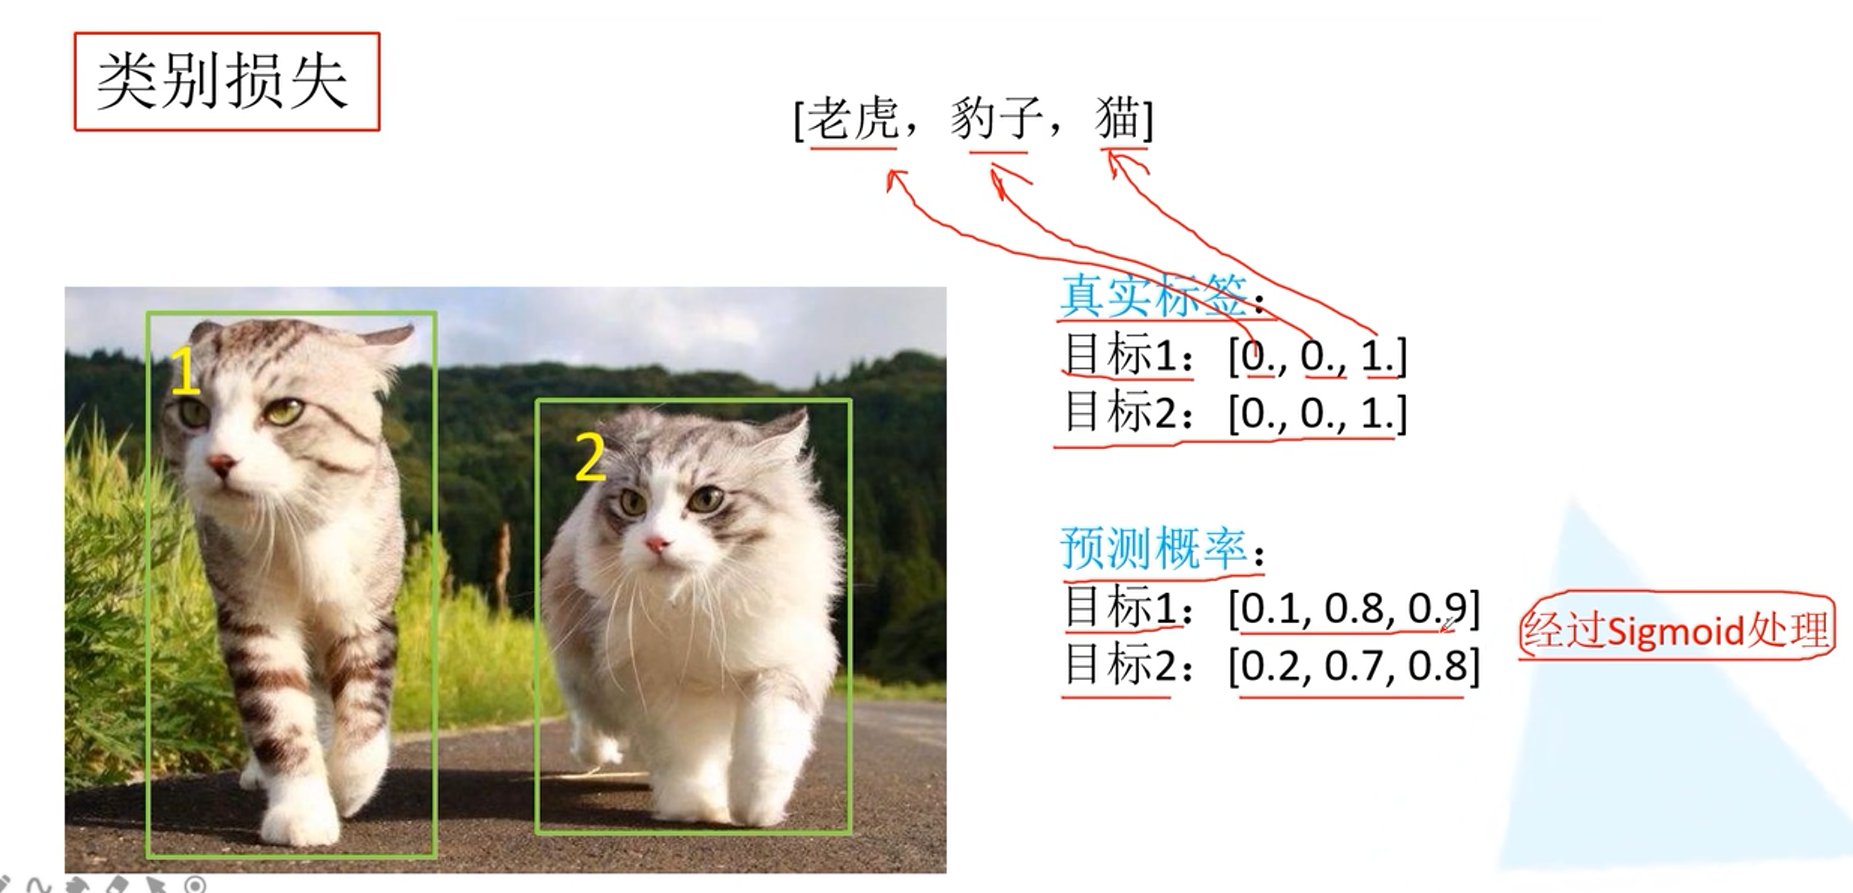 类别损失
[老虎，豹子，猫]
真实标签：
目标1：[0., 0., 1.]
目标2：[0., 0., 1.]
1
2
预测概率：
目标1：[0.1, 0.8, 0.9]
目标2：[0.2, 0.7, 0.8]
经过Sigmoid处理